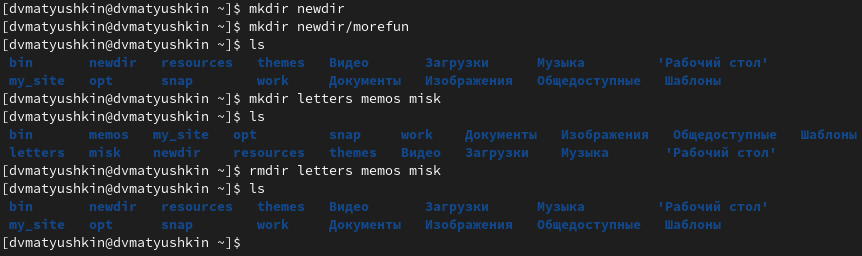 [dvmatyushkin@dvmatyushkin ~]$ mkdir newdir
[dvmatyushkin@dvmatyushkin ~]$ mkdir newdir/morefun
[dvmatyushkin@dvmatyushkin ~]$ ls
bin newdir resources themes Видео Загрузки Музыка 'Рабочий стол'
my_site opt snap work Документы Изображения Общедоступные Шаблоны
[dvmatyushkin@dvmatyushkin ~]$ mkdir letters memos misk
[dvmatyushkin@dvmatyushkin ~]$ ls
bin memos my_site opt snap work Документы Изображения Общедоступные Шаблоны
letters misk newdir resources themes Видео Загрузки Музыка 'Рабочий стол'
[dvmatyushkin@dvmatyushkin ~]$ rmdir letters memos misk
[dvmatyushkin@dvmatyushkin ~]$ ls
bin newdir resources themes Видео Загрузки Музыка 'Рабочий стол'
my_site opt snap work Документы Изображения Общедоступные Шаблоны
[dvmatyushkin@dvmatyushkin ~]$